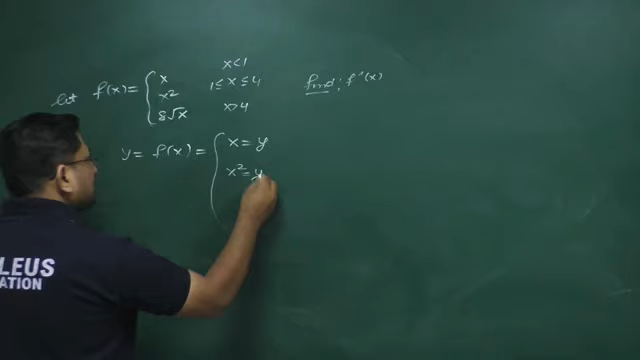 let f(x) = { x x<1
x² 1≤x≤4
8√x x>4
find: f⁻¹(x)
y = f(x) = { x = y
x² = y
LEUS
ATION